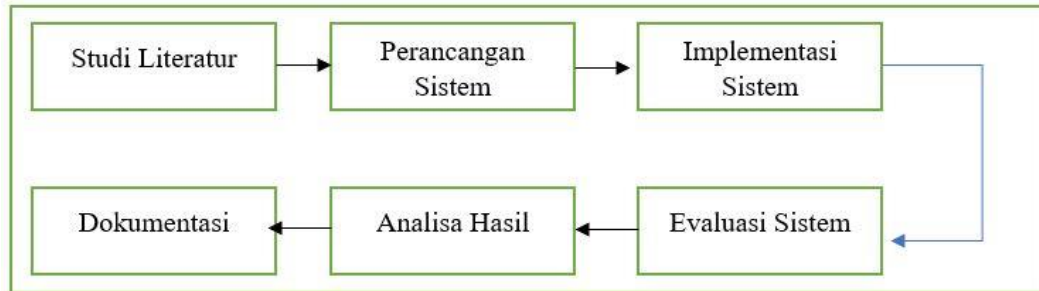 Studi Literatur
Perancangan
Sistem
Implementasi
Sistem
Dokumentasi
Analisa Hasil
Evaluasi Sistem